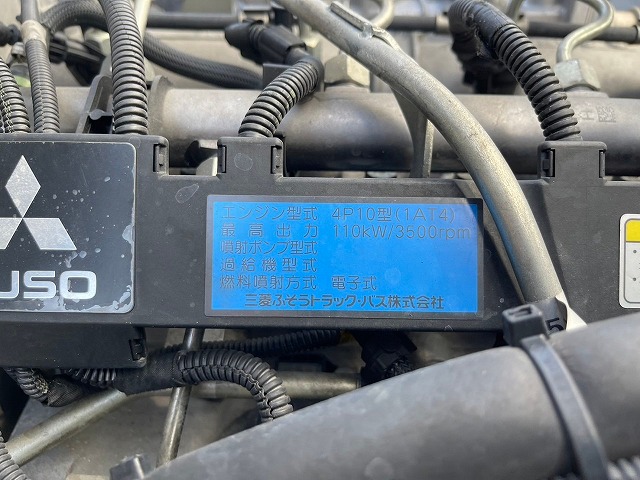 USO
エンジン型式 4P10型(1AT4)
最高出力 110kW/3500rpm
噴射ポンプ型式
過給機型式
燃料噴射方式 電子式
三菱ふそうトラック・バス株式会社